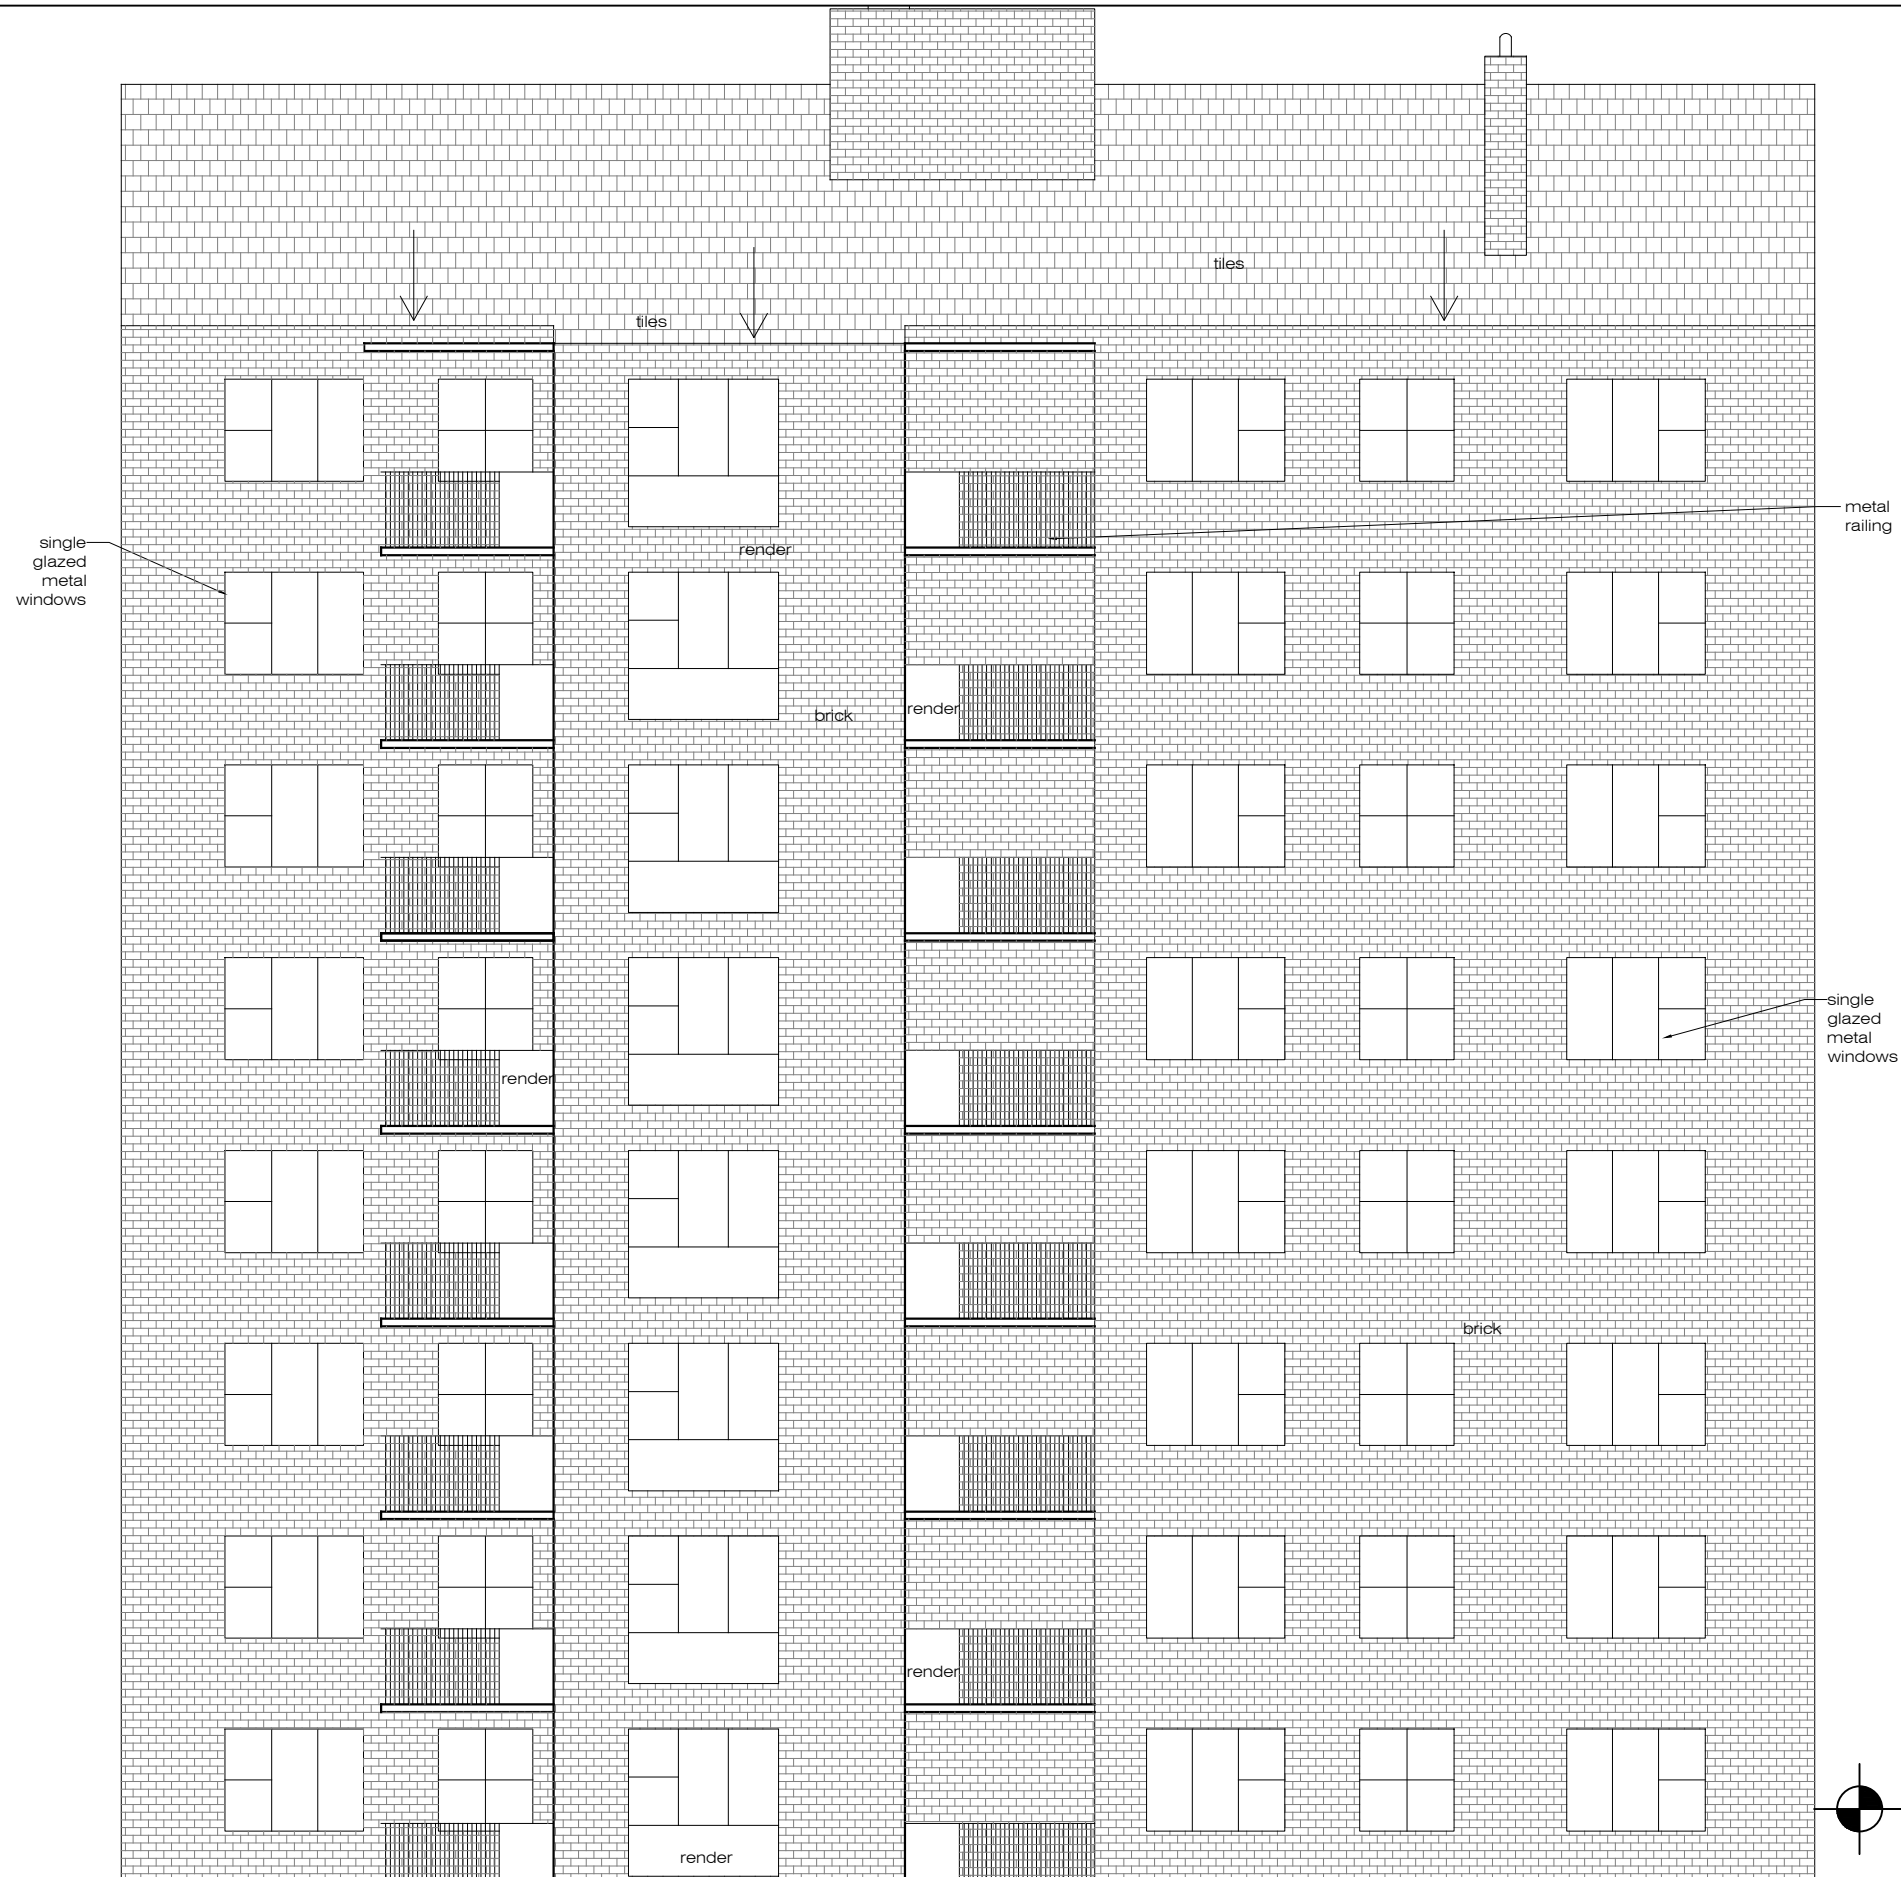 tiles
tiles
metal
railing
single
glazed
metal
windows
render
render
brick
single
glazed
metal
windows
render
brick
render
render